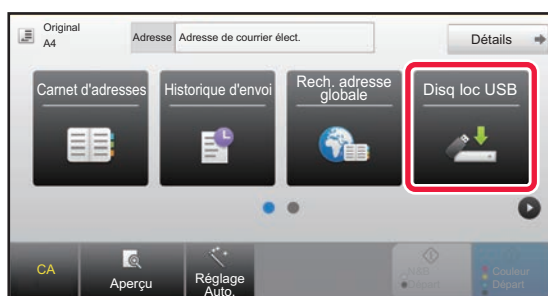 Original
A4
Adresse
Adresse de courrier élect.
Détails
Carnet d'adresses
Historique d'envoi
Rech. adresse
globale
Disq loc USB
CA
Aperçu
Réglage
Auto.
N&B
Départ
Couleur
Départ